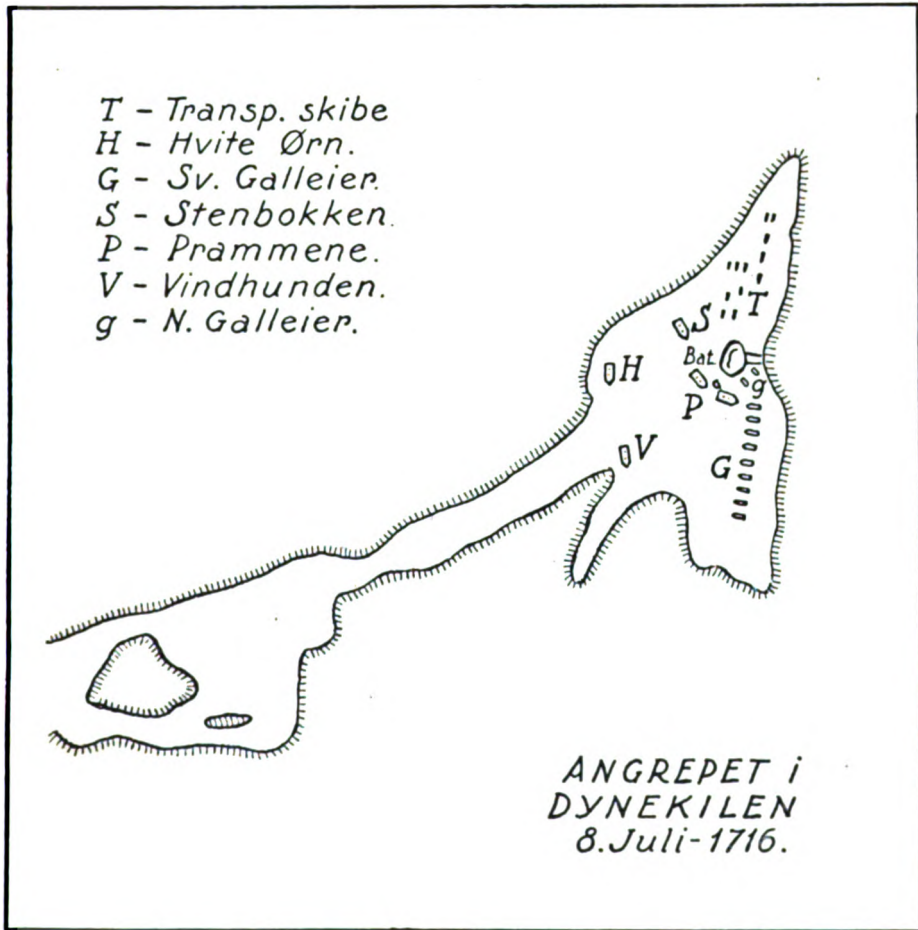 T - Transp. skibe
H - Hvite Ørn.
G - Sv. Galleier.
S - Stenbokken.
P - Prammene.
V - Vindhunden.
g - N. Galleier.
T
S
Bat.
H
g
P
V
G
ANGREPET i
DYNEKILEN
8. Juli - 1716.